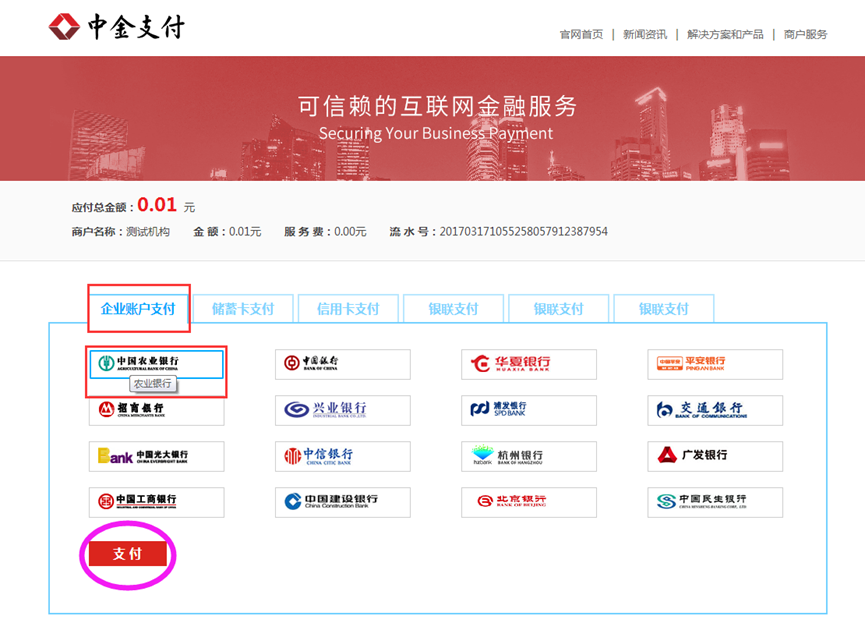 中金支付
官网首页 | 新闻资讯 | 解决方案和产品 | 商户服务
可信赖的互联网金融服务
Securing Your Business Payment
应付总金额：0.01 元
商户名称：测试机构 金 额：0.01元 服 务 费：0.00元 流 水 号：201703171055258057912387954
企业账户支付 储蓄卡支付 信用卡支付 银联支付 银联支付 银联支付
中国农业银行 AGRICULTURAL BANK OF CHINA
中国银行 BANK OF CHINA
华夏银行 HUAXIA BANK
平安银行 PING AN BANK
农业银行
招商银行 CHINA MERCHANTS BANK
兴业银行 INDUSTRIAL BANK CO.,LTD.
浦发银行 SPD BANK
交通银行 BANK OF COMMUNICATIONS
Bank 中国光大银行 CHINA EVERBRIGHT BANK
中信银行 CHINA CITIC BANK
杭州银行 BANK OF HANGZHOU
hzbank
广发银行
中国工商银行 INDUSTRIAL AND COMMERCIAL BANK OF CHINA
中国建设银行 China Construction Bank
北京银行 BANK OF BEIJING
中国民生银行 CHINA MINSHENG BANKING CORP., LTD.
支 付